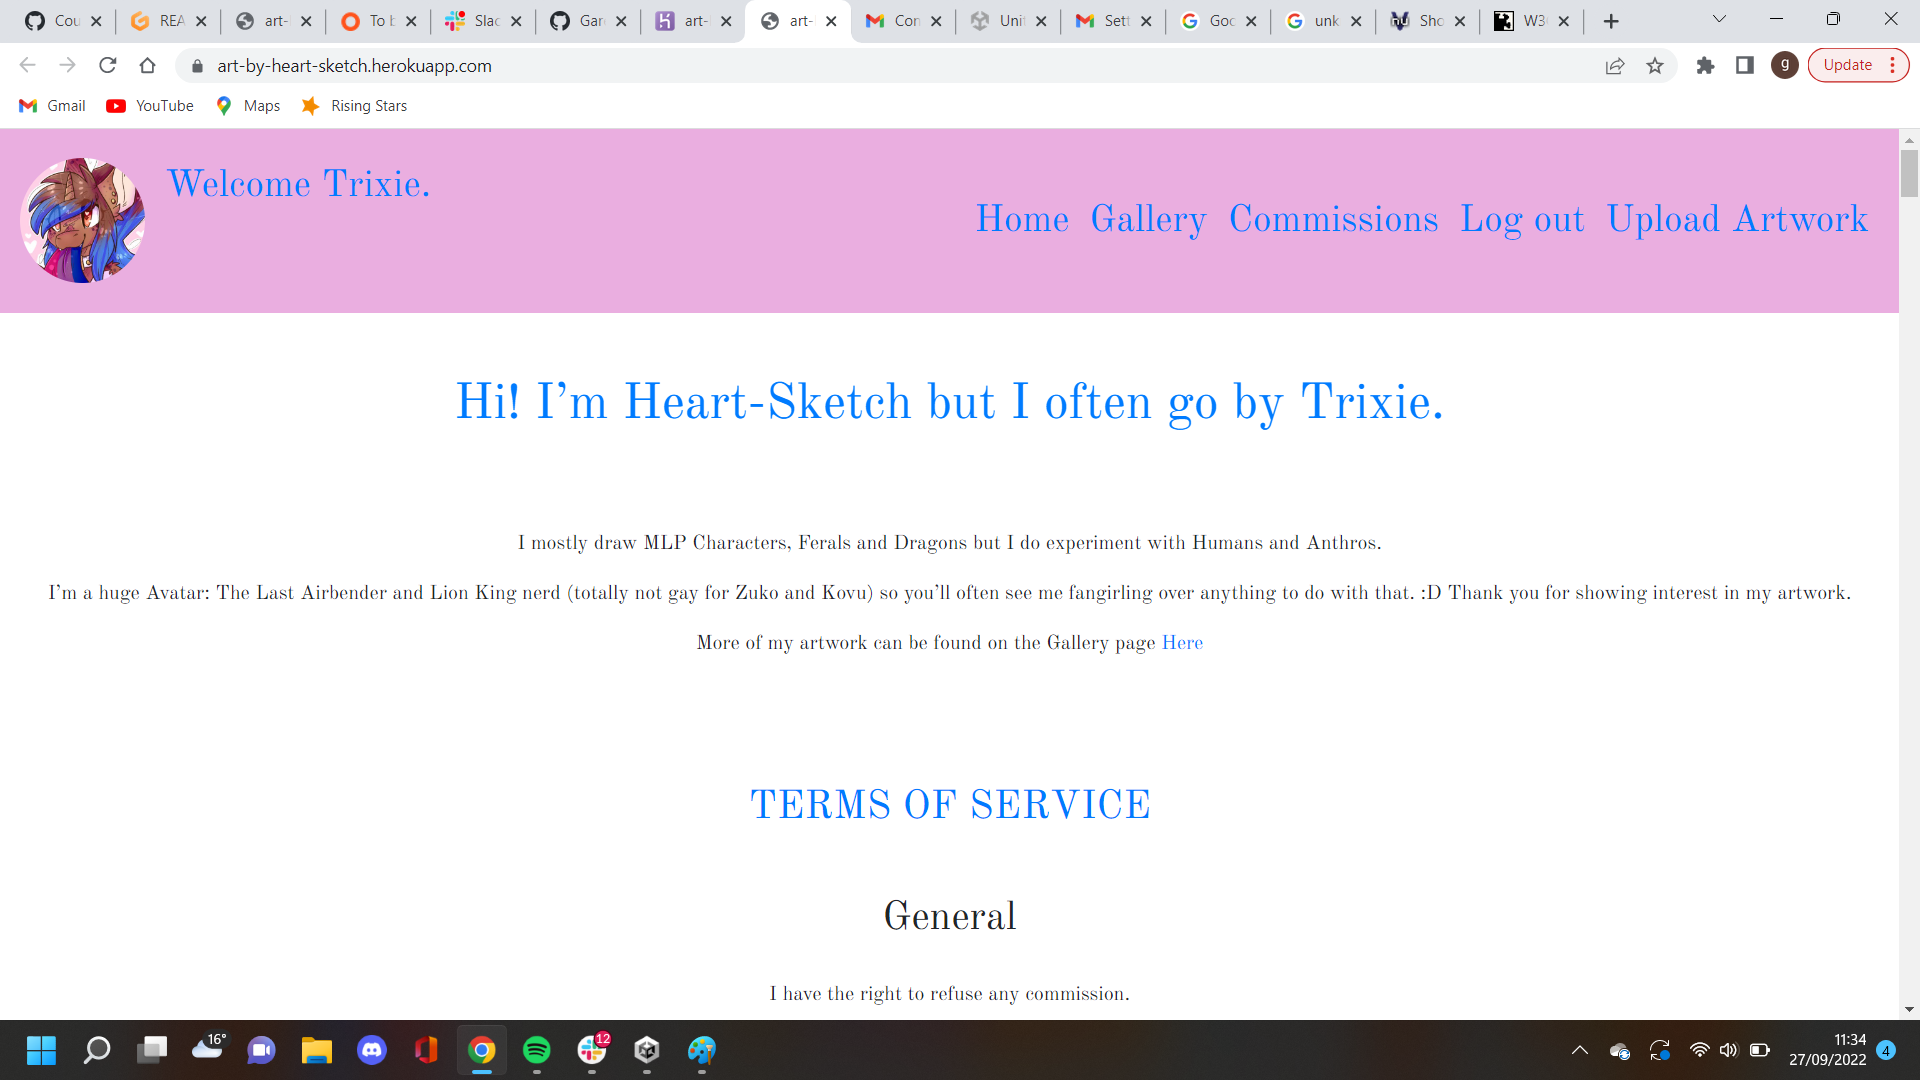 Cou
REA
art-
To b
Slac
Gar
art-
art-
Con
Unit
Sett
Goo
unk
Sho
W3
art-by-heart-sketch.herokuapp.com
g
Update
Gmail
YouTube
Maps
Rising Stars
Welcome Trixie.
Home Gallery Commissions Log out Upload Artwork
Hi! I’m Heart-Sketch but I often go by Trixie.
I mostly draw MLP Characters, Ferals and Dragons but I do experiment with Humans and Anthros.
I’m a huge Avatar: The Last Airbender and Lion King nerd (totally not gay for Zuko and Kovu) so you’ll often see me fangirling over anything to do with that. :D Thank you for showing interest in my artwork.
More of my artwork can be found on the Gallery page Here
TERMS OF SERVICE
General
I have the right to refuse any commission.
16°
12
11:34
27/09/2022
4